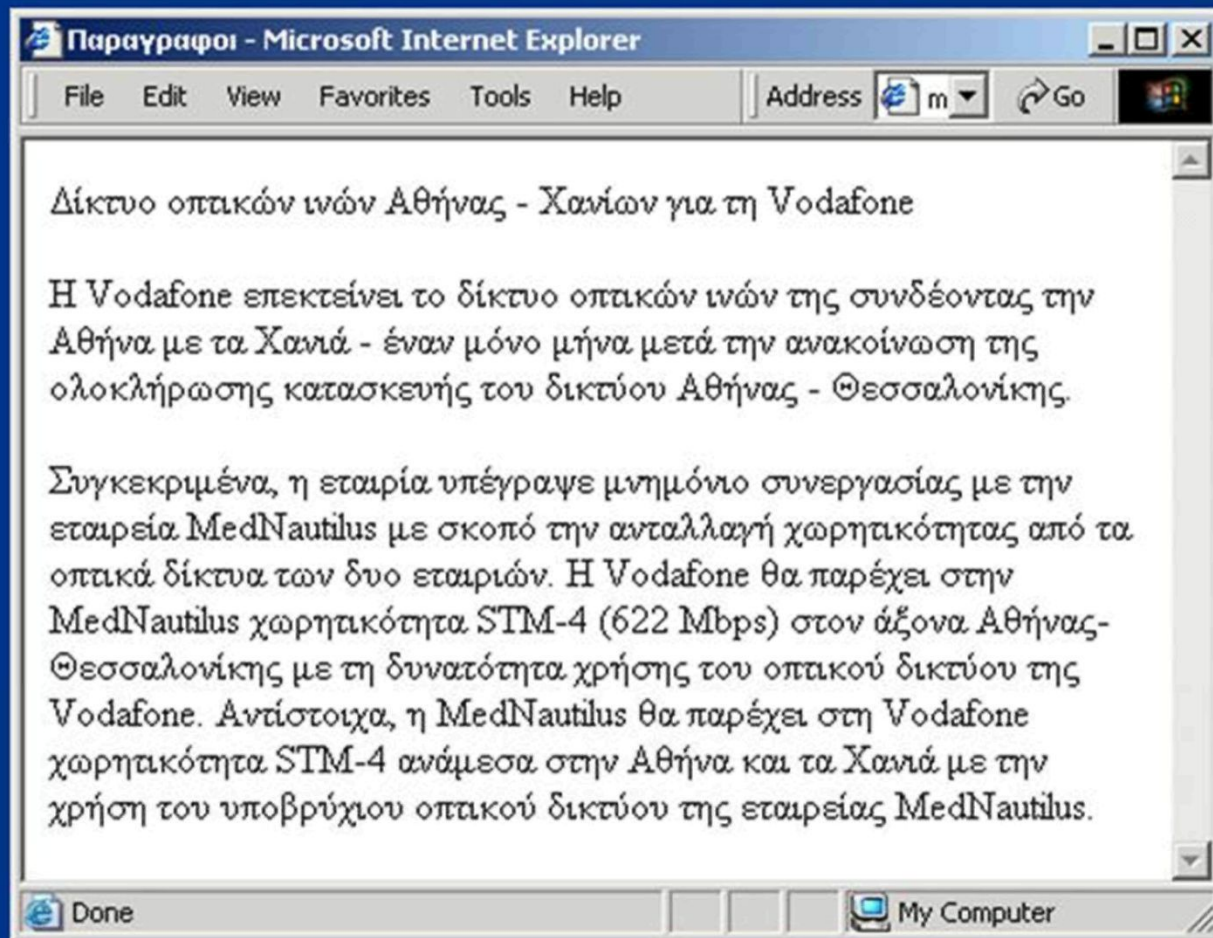 Παραγραφοι - Microsoft Internet Explorer
File Edit View Favorites Tools Help Address m Go
Δίκτυο οπτικών ινών Αθήνας - Χανίων για τη Vodafone
Η Vodafone επεκτείνει το δίκτυο οπτικών ινών της συνδέοντας την
Αθήνα με τα Χανιά - έναν μόνο μήνα μετά την ανακοίνωση της
ολοκλήρωσης κατασκευής του δικτύου Αθήνας - Θεσσαλονίκης.
Συγκεκριμένα, η εταιρία υπέγραψε μνημόνιο συνεργασίας με την
εταιρεία MedNautilus με σκοπό την ανταλλαγή χωρητικότητας από τα
οπτικά δίκτυα των δυο εταιριών. Η Vodafone θα παρέχει στην
MedNautilus χωρητικότητα STM-4 (622 Mbps) στον άξονα Αθήνας-
Θεσσαλονίκης με τη δυνατότητα χρήσης του οπτικού δικτύου της
Vodafone. Αντίστοιχα, η MedNautilus θα παρέχει στη Vodafone
χωρητικότητα STM-4 ανάμεσα στην Αθήνα και τα Χανιά με την
χρήση του υποβρύχιου οπτικού δικτύου της εταιρείας MedNautilus.
Done My Computer